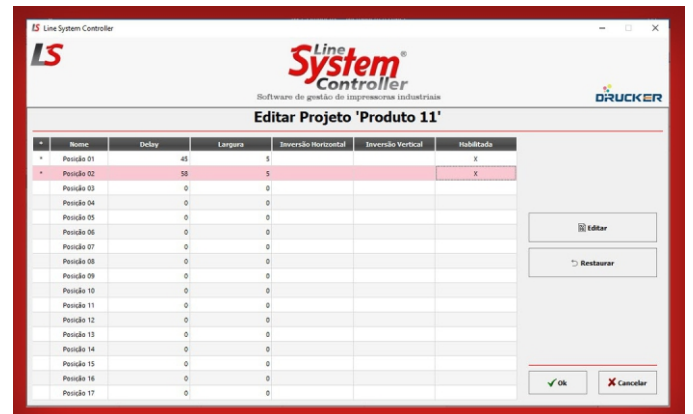 LS Line System Controller
LS
Line
System®
Controller
Software de gestão de impressoras industriais
DRUCKER
Editar Projeto 'Produto 11'
* Nome Delay Largura Inversão Horizontal Inversão Vertical Habilitada
* Posição 01 45 5 X
* Posição 02 58 5 X
Posição 03 0 0
Posição 04 0 0
Posição 05 0 0
Posição 06 0 0
Posição 07 0 0
Posição 08 0 0
Posição 09 0 0
Posição 10 0 0
Posição 11 0 0
Posição 12 0 0
Posição 13 0 0
Posição 14 0 0
Posição 15 0 0
Posição 16 0 0
Posição 17 0 0
Editar
Restaurar
Ok
Cancelar